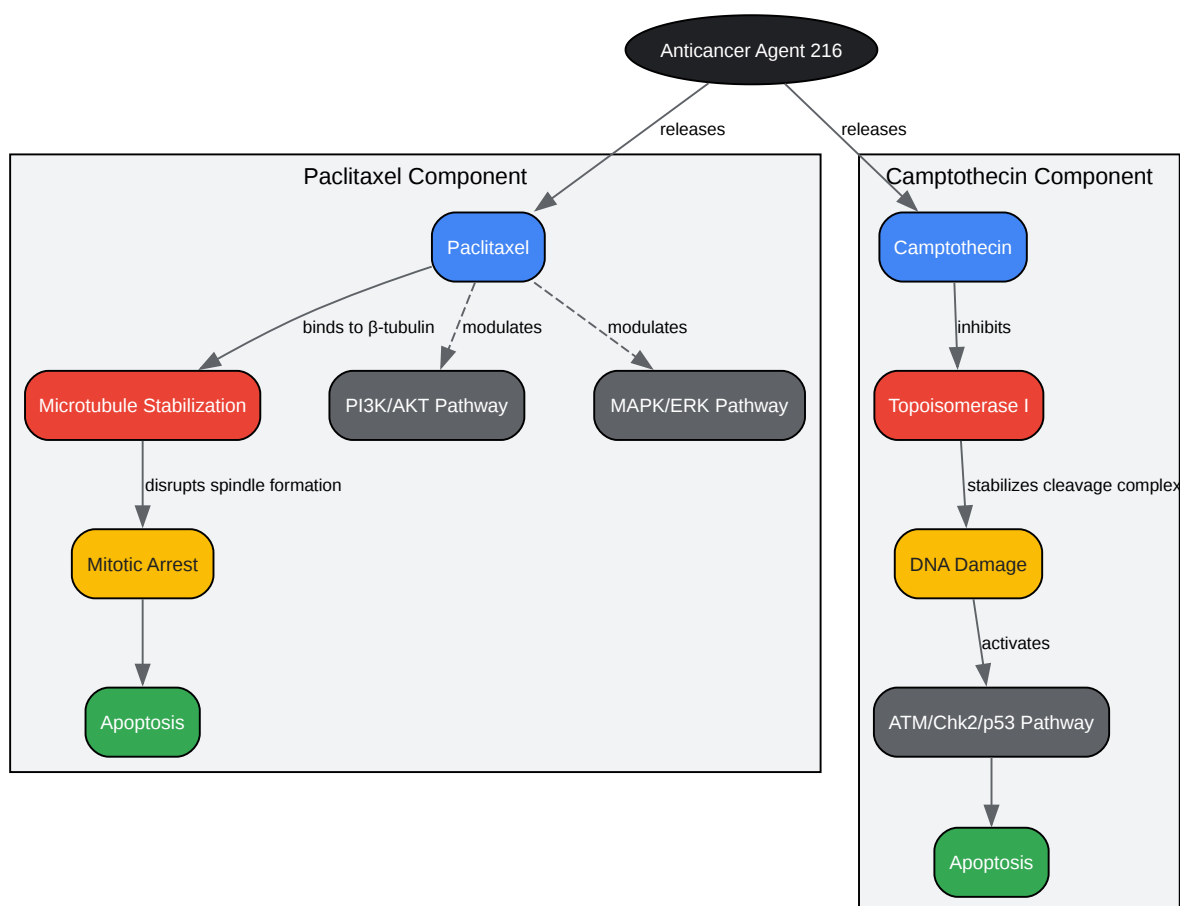 Anticancer Agent 216
releases
releases
Paclitaxel Component
Camptothecin Component
Paclitaxel
Camptothecin
binds to β-tubulin
modulates
modulates
inhibits
Microtubule Stabilization
PI3K/AKT Pathway
MAPK/ERK Pathway
Topoisomerase I
disrupts spindle formation
stabilizes cleavage complex
Mitotic Arrest
DNA Damage
activates
Apoptosis
ATM/Chk2/p53 Pathway
Apoptosis